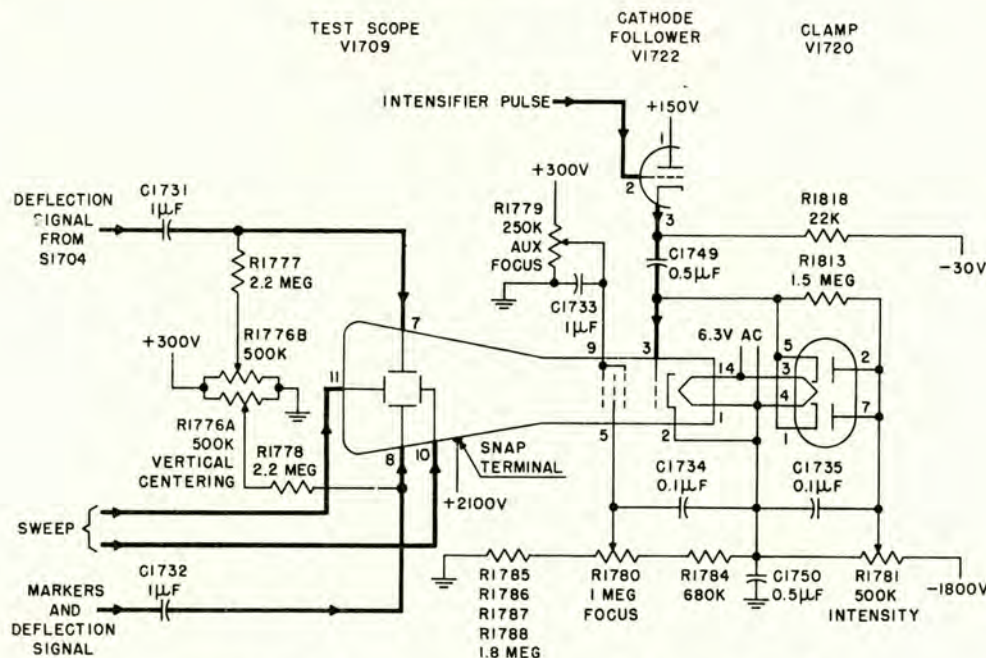 TEST SCOPE
V1709
CATHODE
FOLLOWER
V1722
CLAMP
V1720
INTENSIFIER PULSE
+150V
1
2
3
+300V
R1779
250K
AUX
FOCUS
C1733
1µF
DEFLECTION
SIGNAL
FROM
S1704
C1731
1µF
R1777
2.2 MEG
R1776B
500K
+300V
R1776A
500K
VERTICAL
CENTERING
R1778
2.2 MEG
C1749
0.5µF
R1818
22K
-30V
R1813
1.5 MEG
6.3V AC
7
11
8
10
9
5
3
14
1
2
5
3
4
1
2
7
SNAP
TERMINAL
+2100V
SWEEP
C1734
0.1µF
C1735
0.1µF
MARKERS
AND
DEFLECTION
SIGNAL
C1732
1µF
R1785
R1786
R1787
R1788
1.8 MEG
R1780
1 MEG
FOCUS
R1784
680K
C1750
0.5µF
R1781
500K
INTENSITY
-1800V